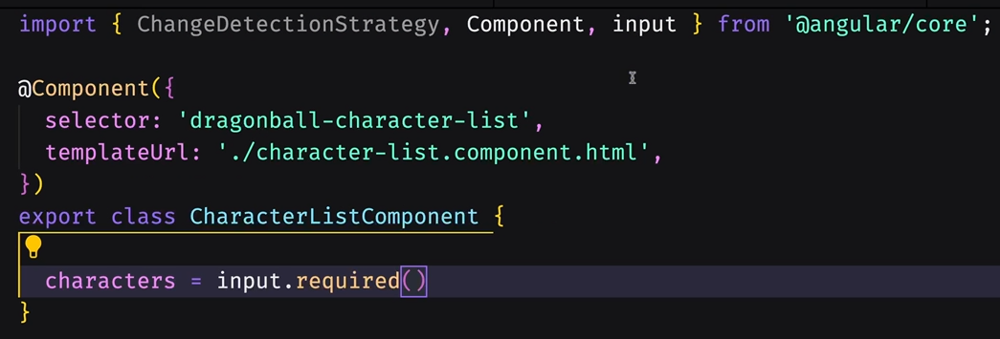 import { ChangeDetectionStrategy, Component, input } from '@angular/core';
@Component({
selector: 'dragonball-character-list',
templateUrl: './character-list.component.html',
})
export class CharacterListComponent {
characters = input.required()
}